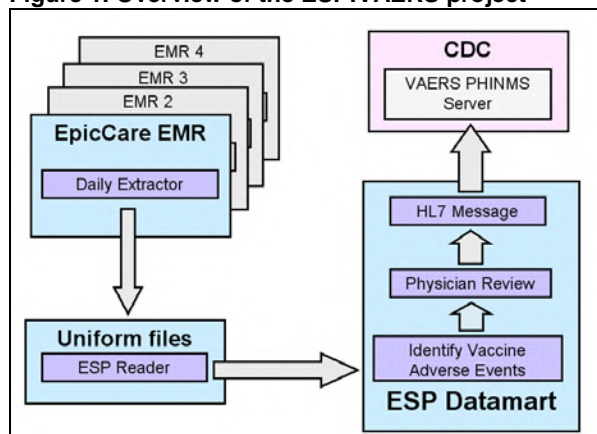 Figure 1. Overview of the ESP:VAERS project
EMR 4
EMR 3
EMR 2
EpicCare EMR
Daily Extractor
Uniform files
ESP Reader
CDC
VAERS PHINMS
Server
HL7 Message
Physician Review
Identify Vaccine
Adverse Events
ESP Datamart